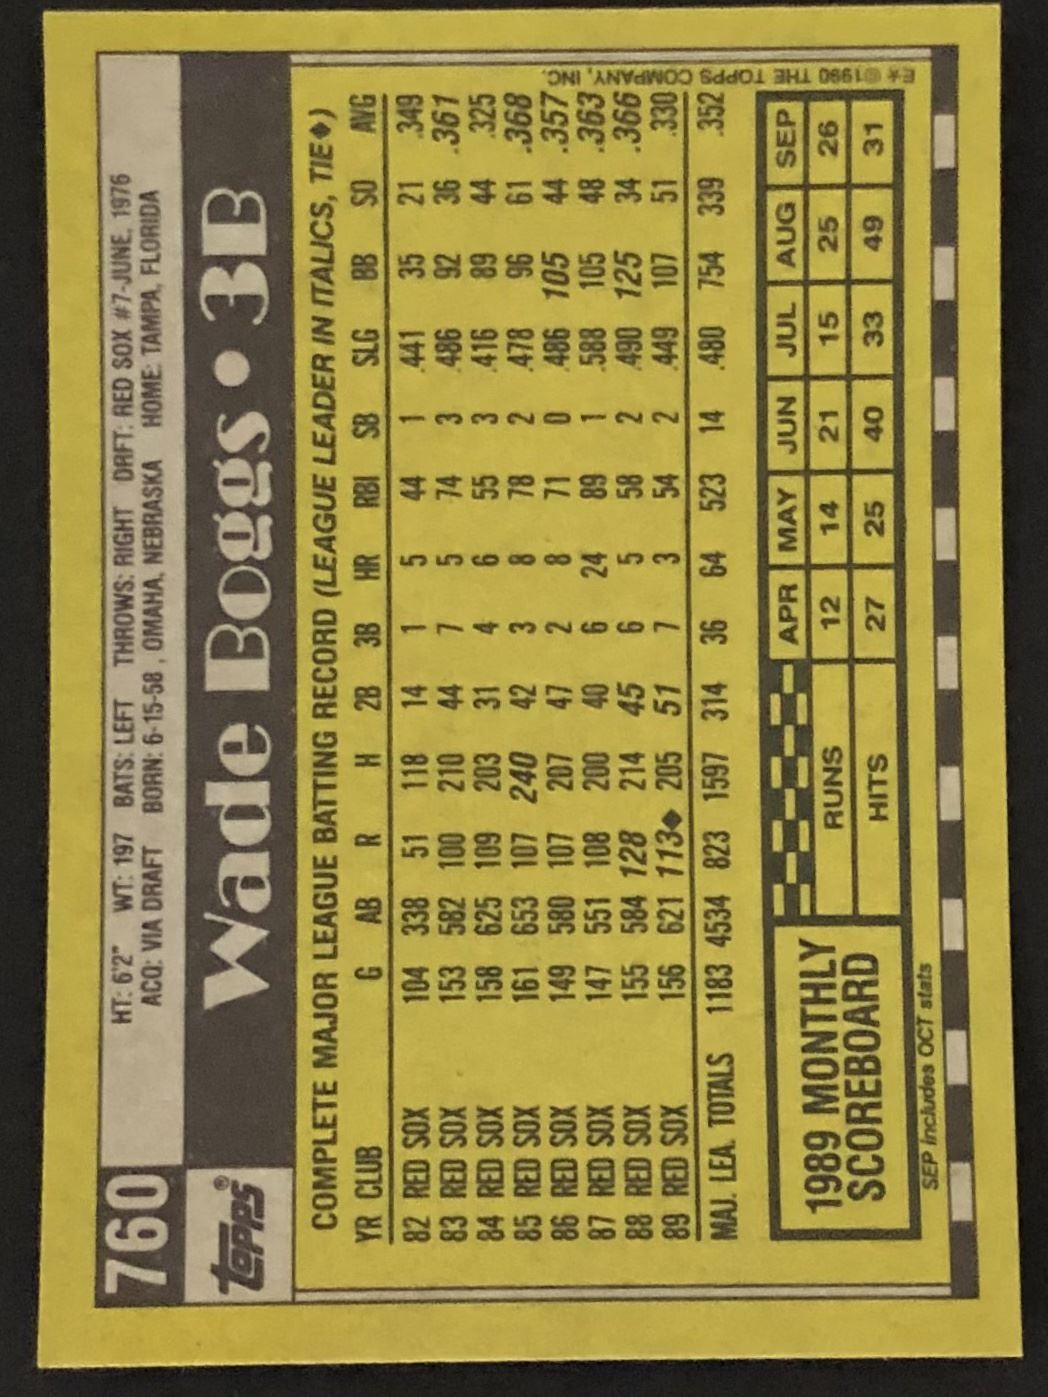 760
HT: 6'2" WT: 197 BATS: LEFT THROWS: RIGHT DRFT: RED SOX #7-JUNE, 1976
ACQ: VIA DRAFT BORN: 6-15-58, OMAHA, NEBRASKA HOME: TAMPA, FLORIDA
Topps®
Wade Boggs • 3B
COMPLETE MAJOR LEAGUE BATTING RECORD (LEAGUE LEADER IN ITALICS, TIE◆)
YR CLUB G AB R H 2B 3B HR RBI SB SLG BB SO AVG
82 RED SOX 104 338 51 118 14 1 5 44 1 .441 35 21 .349
83 RED SOX 153 582 100 210 44 7 5 74 3 .486 92 36 .361
84 RED SOX 158 625 109 203 31 4 6 55 3 .416 89 44 .325
85 RED SOX 161 653 107 240 42 3 8 78 2 .478 96 61 .368
86 RED SOX 149 580 107 207 47 2 8 71 0 .486 105 44 .357
87 RED SOX 147 551 108 200 40 6 24 89 1 .588 105 48 .363
88 RED SOX 155 584 128 214 45 6 5 58 2 .490 125 34 .366
89 RED SOX 156 621 113◆ 205 51 7 3 54 2 .449 107 51 .330
MAJ. LEA. TOTALS 1183 4534 823 1597 314 36 64 523 14 .480 754 339 .352
1989 MONTHLY
SCOREBOARD
APR MAY JUN JUL AUG SEP
RUNS 12 14 21 15 25 26
HITS 27 25 40 33 49 31
SEP Includes OCT stats
E* © 1990 THE TOPPS COMPANY, INC.